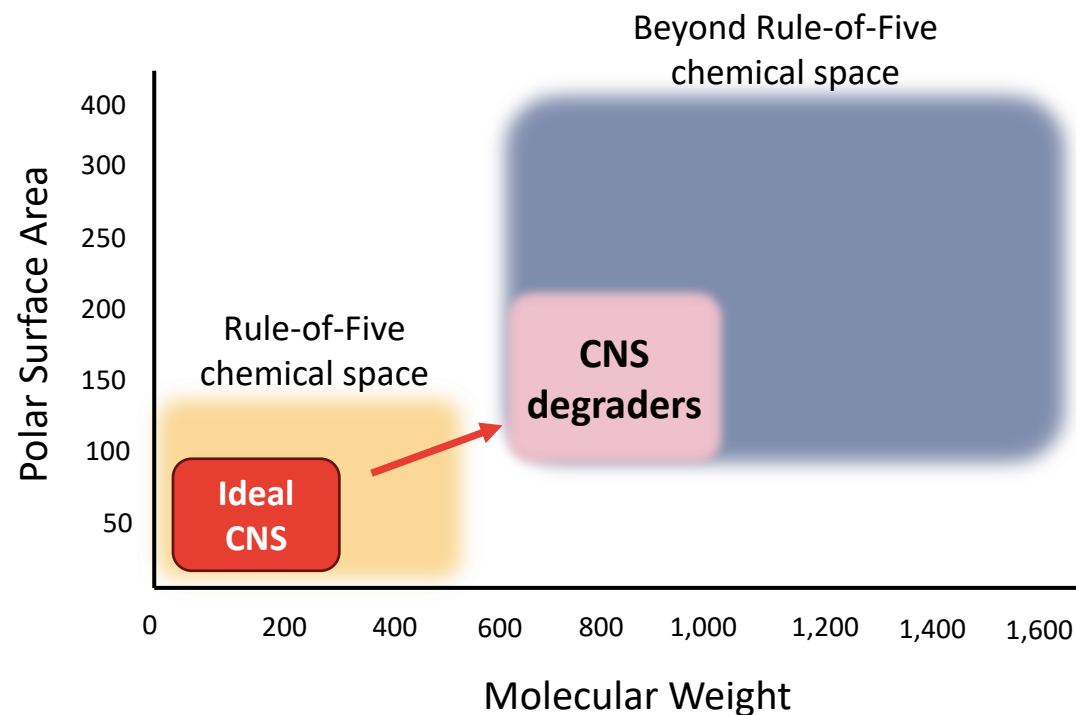 Beyond Rule-of-Five
chemical space
Polar Surface Area
400
300
250
200
150
100
50
Rule-of-Five
chemical space
CNS
degraders
Ideal
CNS
0
200
400
600
800
1,000
1,200
1,400
1,600
Molecular Weight